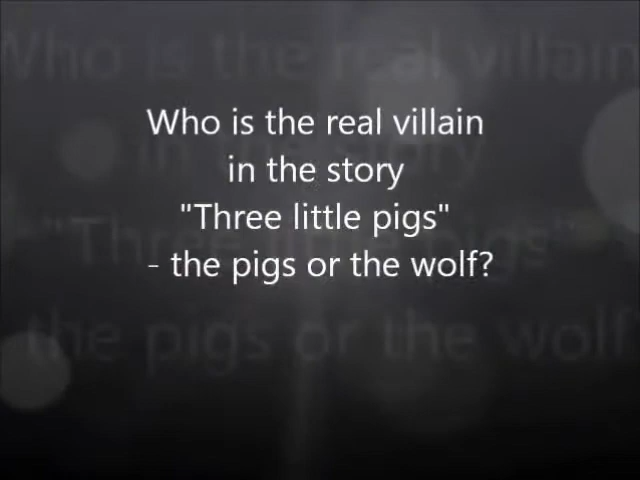 Who is the real villain
in the story
"Three little pigs"
- the pigs or the wolf?